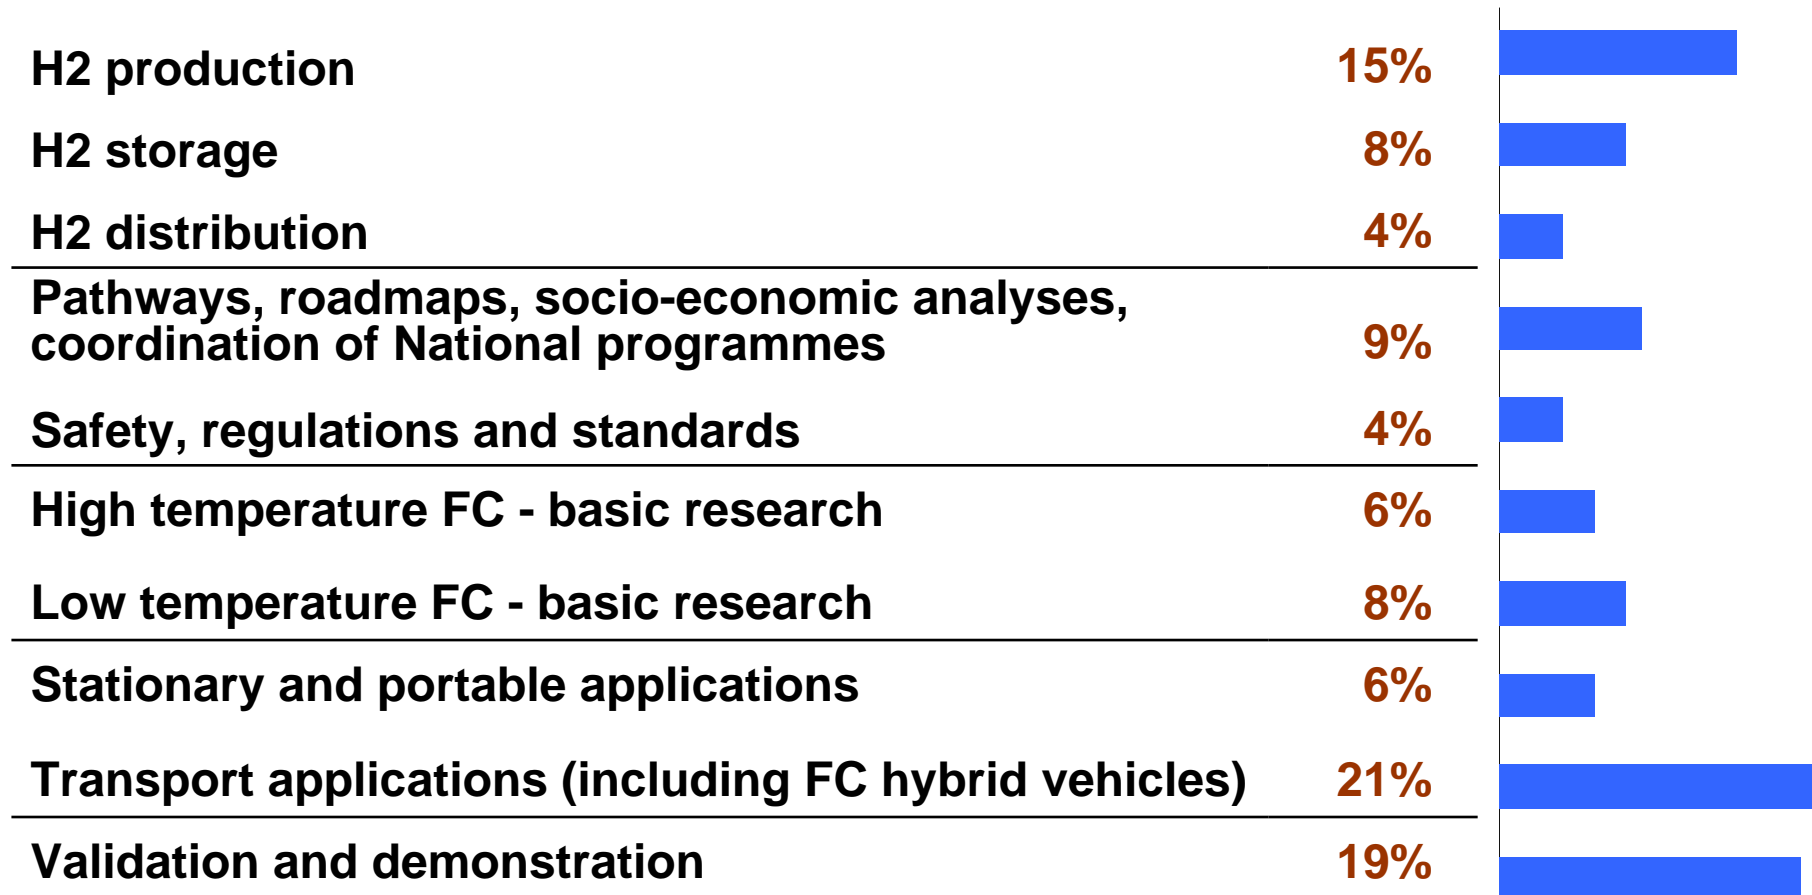 H2 production 15%
H2 storage 8%
H2 distribution 4%
Pathways, roadmaps, socio-economic analyses,
coordination of National programmes 9%
Safety, regulations and standards 4%
High temperature FC - basic research 6%
Low temperature FC - basic research 8%
Stationary and portable applications 6%
Transport applications (including FC hybrid vehicles) 21%
Validation and demonstration 19%